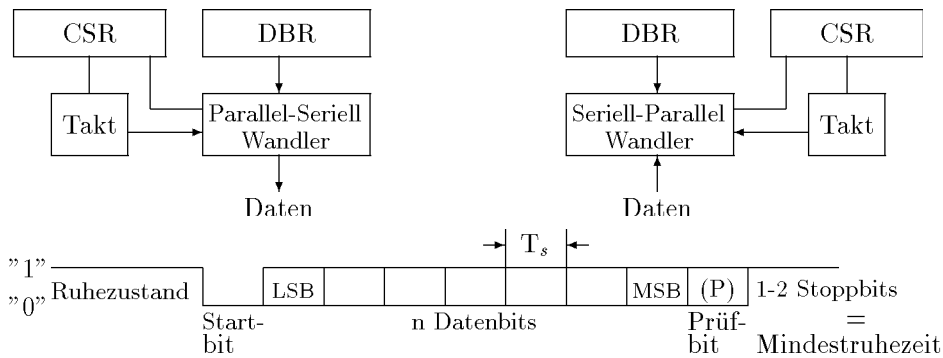 CSR DBR DBR CSR
Takt Parallel-Seriell Wandler Seriell-Parallel Wandler Takt
Daten Daten
T_s
"1"
Ruhezustand LSB MSB (P) 1-2 Stoppbits
"0"
Start-bit n Datenbits Prüf-bit = Mindestruhezeit